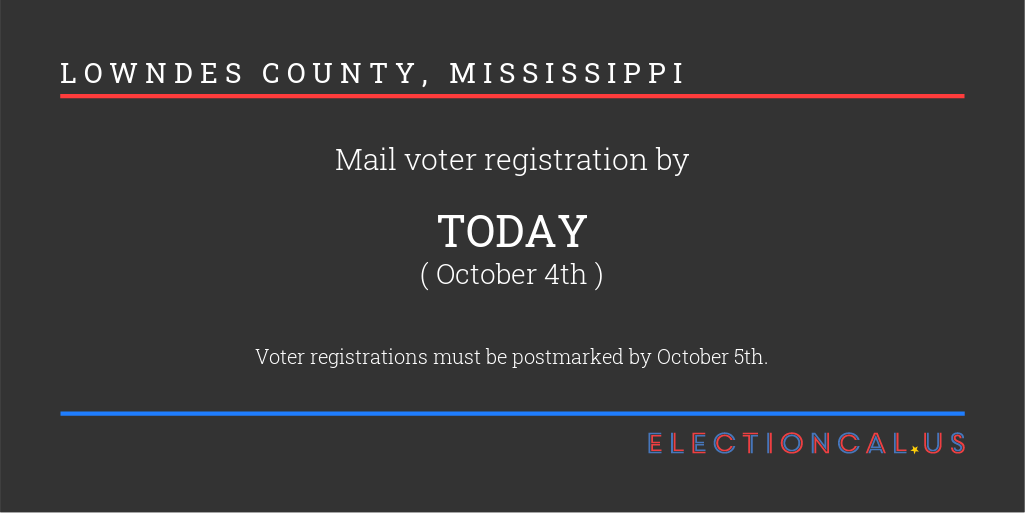 LOWNDES COUNTY, MISSISSIPPI
Mail voter registration by
TODAY
( October 4th )
Voter registrations must be postmarked by October 5th.
ELECTIONCAL.US